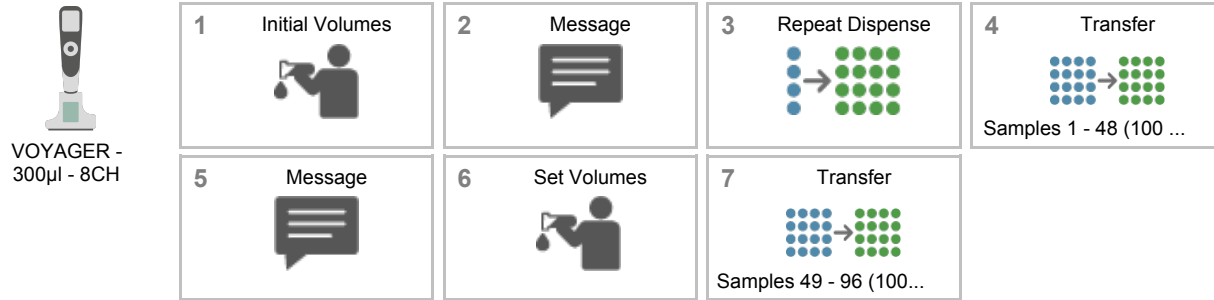 VOYAGER -
300µl - 8CH
1 Initial Volumes
2 Message
3 Repeat Dispense
4 Transfer
Samples 1 - 48 (100 ...
5 Message
6 Set Volumes
7 Transfer
Samples 49 - 96 (100...